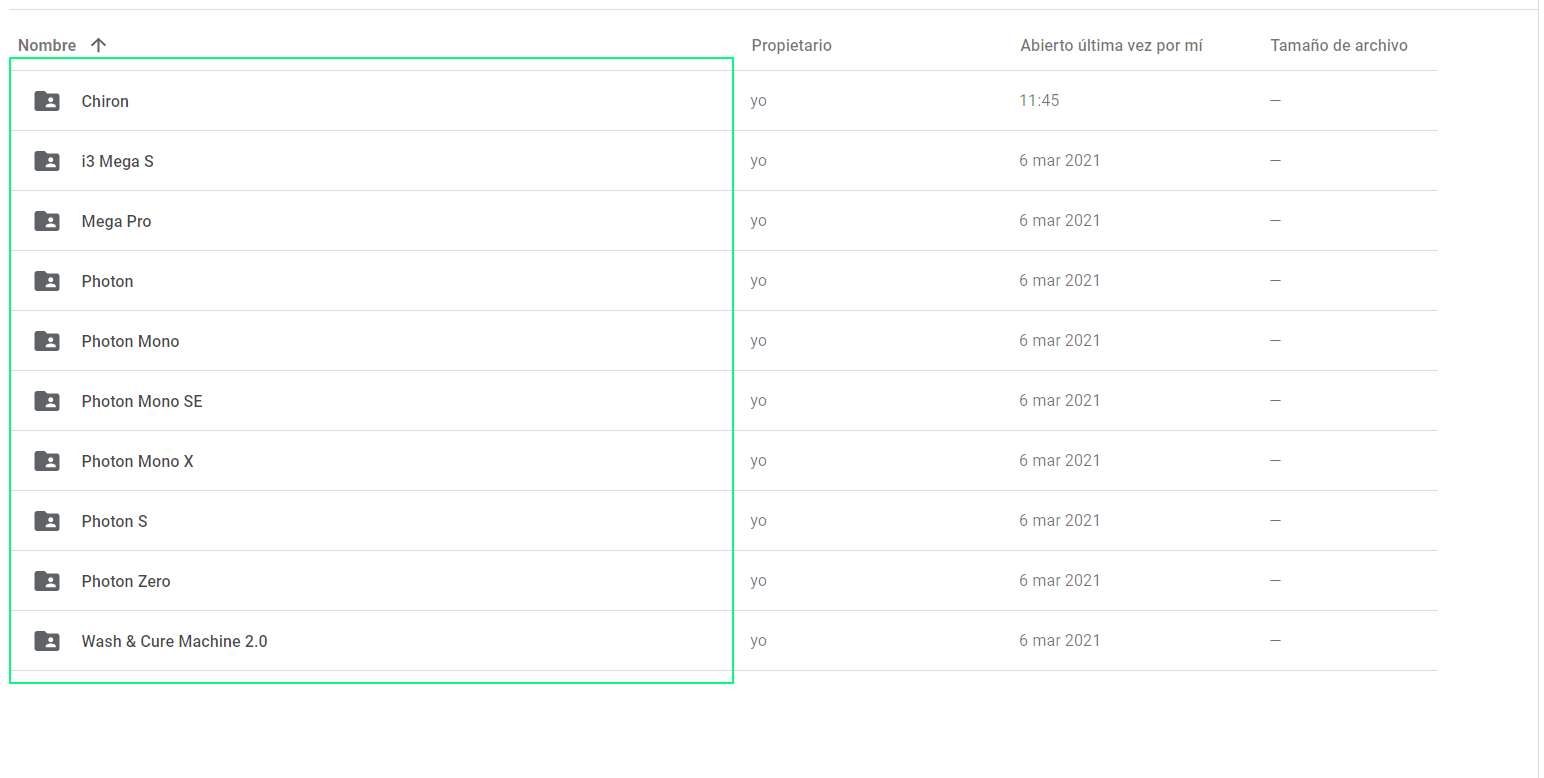 Nombre Propietario Abierto última vez por mí Tamaño de archivo
Chiron yo 11:45 —
i3 Mega S yo 6 mar 2021 —
Mega Pro yo 6 mar 2021 —
Photon yo 6 mar 2021 —
Photon Mono yo 6 mar 2021 —
Photon Mono SE yo 6 mar 2021 —
Photon Mono X yo 6 mar 2021 —
Photon S yo 6 mar 2021 —
Photon Zero yo 6 mar 2021 —
Wash & Cure Machine 2.0 yo 6 mar 2021 —